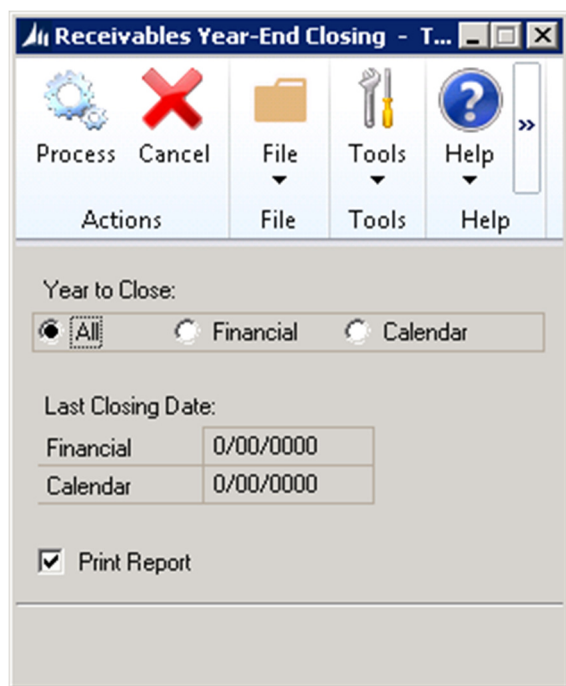 Receivables Year-End Closing - T...
Process Cancel File Tools Help »
Actions File Tools Help
Year to Close:
All Financial Calendar
Last Closing Date:
Financial 0/00/0000
Calendar 0/00/0000
Print Report